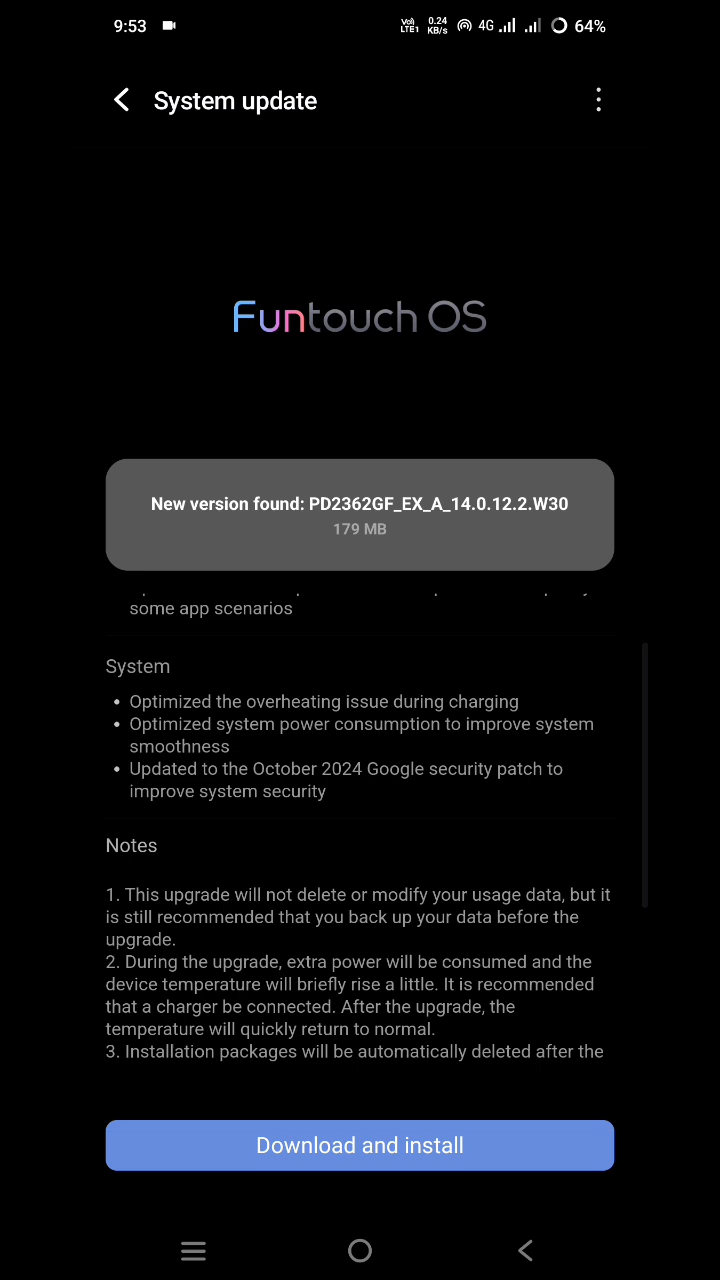 9:53
Vo)) LTE1 0.24 KB/s 4G 64%
System update
Funtouch OS
New version found: PD2362GF_EX_A_14.0.12.2.W30
179 MB
some app scenarios
System
• Optimized the overheating issue during charging
• Optimized system power consumption to improve system
smoothness
• Updated to the October 2024 Google security patch to
improve system security
Notes
1. This upgrade will not delete or modify your usage data, but it
is still recommended that you back up your data before the
upgrade.
2. During the upgrade, extra power will be consumed and the
device temperature will briefly rise a little. It is recommended
that a charger be connected. After the upgrade, the
temperature will quickly return to normal.
3. Installation packages will be automatically deleted after the
Download and install